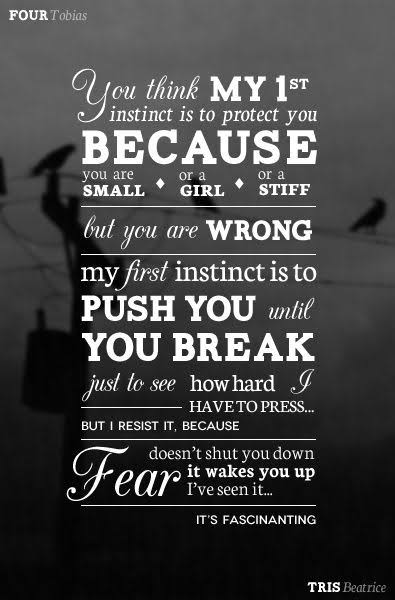 FOUR Tobias
You think MY 1ST
instinct is to protect you
BECAUSE
you are or a or a
SMALL ♦ GIRL ♦ STIFF
but you are WRONG
my first instinct is to
PUSH YOU until
YOU BREAK
just to see how hard I
HAVE TO PRESS...
BUT I RESIST IT, BECAUSE
Fear doesn't shut you down
it wakes you up
I've seen it...
IT'S FASCINANTING
TRIS Beatrice